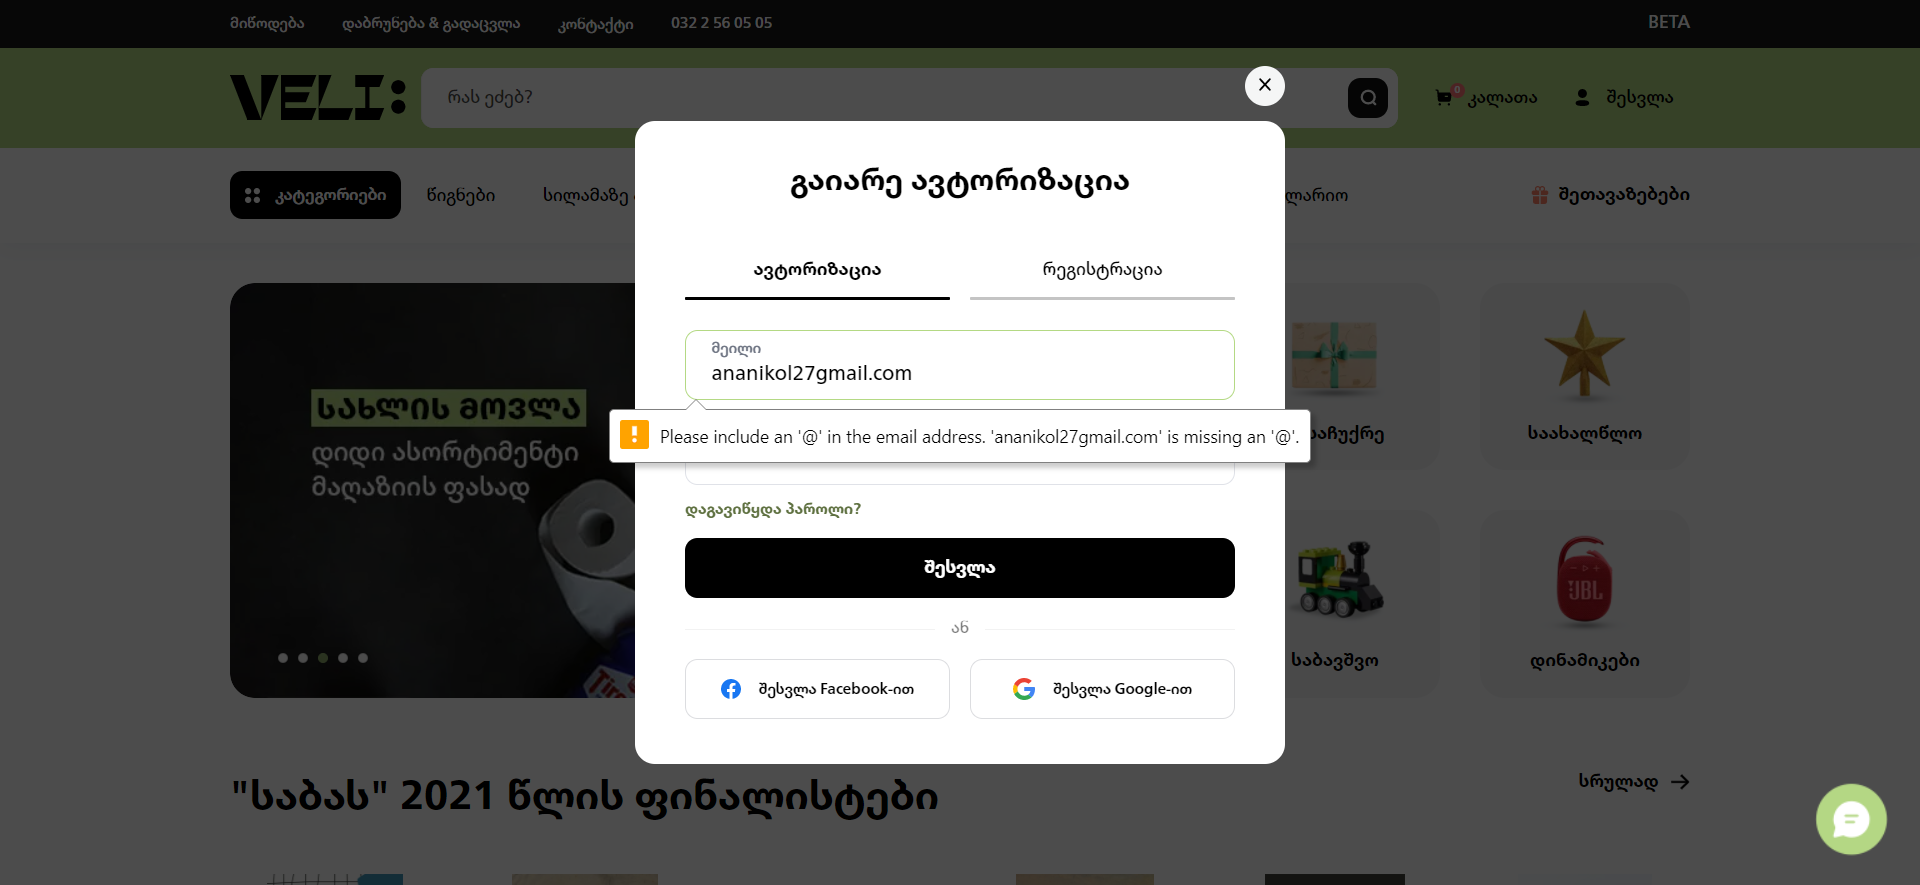 მიწოდება
დაბრუნება & გადაცვლა
კონტაქტი
032 2 56 05 05
BETA
VELI:
რას ეძებ?
0
კალათა
შესვლა
კატეგორიები
წიგნები
სილამაზე
ლარიო
შეთავაზებები
გაიარე ავტორიზაცია
ავტორიზაცია
რეგისტრაცია
მეილი
ananikol27gmail.com
Please include an '@' in the email address. 'ananikol27gmail.com' is missing an '@'.
დაგავიწყდა პაროლი?
შესვლა
ან
შესვლა Facebook-ით
შესვლა Google-ით
სახლის მოვლა
დიდი ასორტიმენტი
მაღაზიის ფასად
საჩუქრე
საახალწლო
JBL
საბავშვო
დინამიკები
"საბას" 2021 წლის ფინალისტები
სრულად